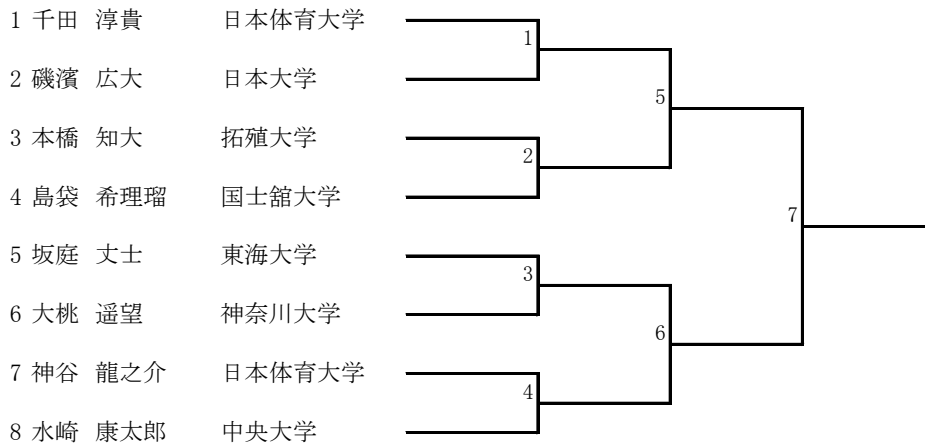 1 千田 淳貴 日本体育大学
1
2 磯濱 広大 日本大学
5
3 本橋 知大 拓殖大学
2
4 島袋 希理瑠 国士舘大学
7
5 坂庭 丈士 東海大学
3
6 大桃 遥望 神奈川大学
6
7 神谷 龍之介 日本体育大学
4
8 水崎 康太郎 中央大学